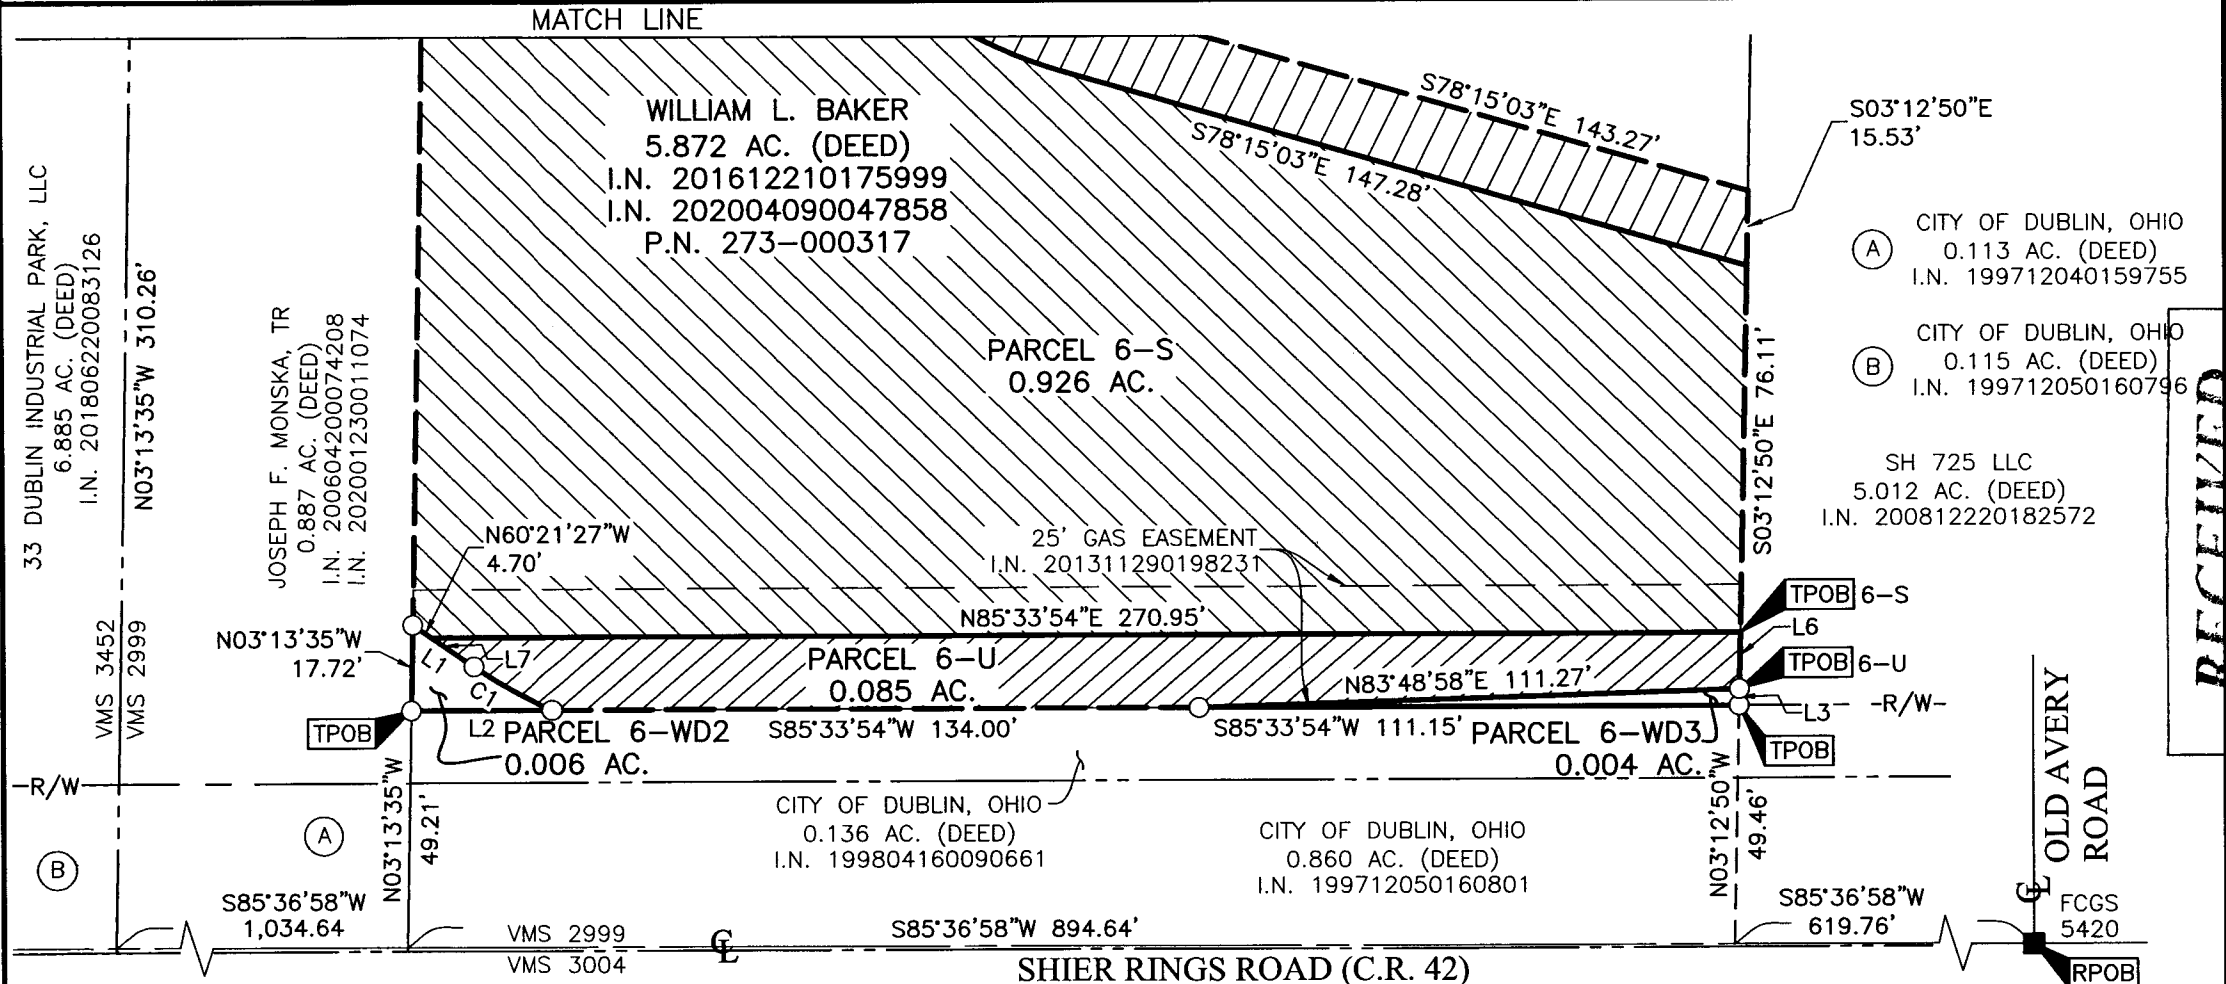 MATCH LINE
WILLIAM L. BAKER
5.872 AC. (DEED)
I.N. 201612210175999
I.N. 202004090047858
P.N. 273-000317
S78°15'03"E 143.27'
S78°15'03"E 147.28'
S03°12'50"E
15.53'
33 DUBLIN INDUSTRIAL PARK, LLC
6.885 AC. (DEED)
I.N. 201806220083126
N03°13'35"W 310.26'
JOSEPH F. MONSKA, TR
0.887 AC. (DEED)
I.N. 200604200074208
I.N. 202001230011074
PARCEL 6-S
0.926 AC.
S03°12'50"E 76.11'
A
CITY OF DUBLIN, OHIO
0.113 AC. (DEED)
I.N. 199712040159755
B
CITY OF DUBLIN, OHIO
0.115 AC. (DEED)
I.N. 199712050160796
SH 725 LLC
5.012 AC. (DEED)
I.N. 200812220182572
RECEIVED
N60°21'27"W
4.70'
25' GAS EASEMENT
I.N. 201311290198231
N85°33'54"E 270.95'
TPOB 6-S
L6
TPOB 6-U
L3
-R/W-
TPOB
VMS 3452
VMS 2999
N03°13'35"W
17.72'
L1
L7
C1
L2
TPOB
PARCEL 6-U
0.085 AC.
N83°48'58"E 111.27'
PARCEL 6-WD2
0.006 AC.
S85°33'54"W 134.00'
S85°33'54"W 111.15'
PARCEL 6-WD3
0.004 AC.
-R/W-
A
B
N03°13'35"W
49.21'
CITY OF DUBLIN, OHIO
0.136 AC. (DEED)
I.N. 199804160090661
CITY OF DUBLIN, OHIO
0.860 AC. (DEED)
I.N. 199712050160801
N03°12'50"W
49.46'
OLD AVERY
ROAD
CL
S85°36'58"W
1,034.64
VMS 2999
VMS 3004
CL
S85°36'58"W 894.64'
S85°36'58"W
619.76'
FCGS
5420
RPOB
SHIER RINGS ROAD (C.R. 42)